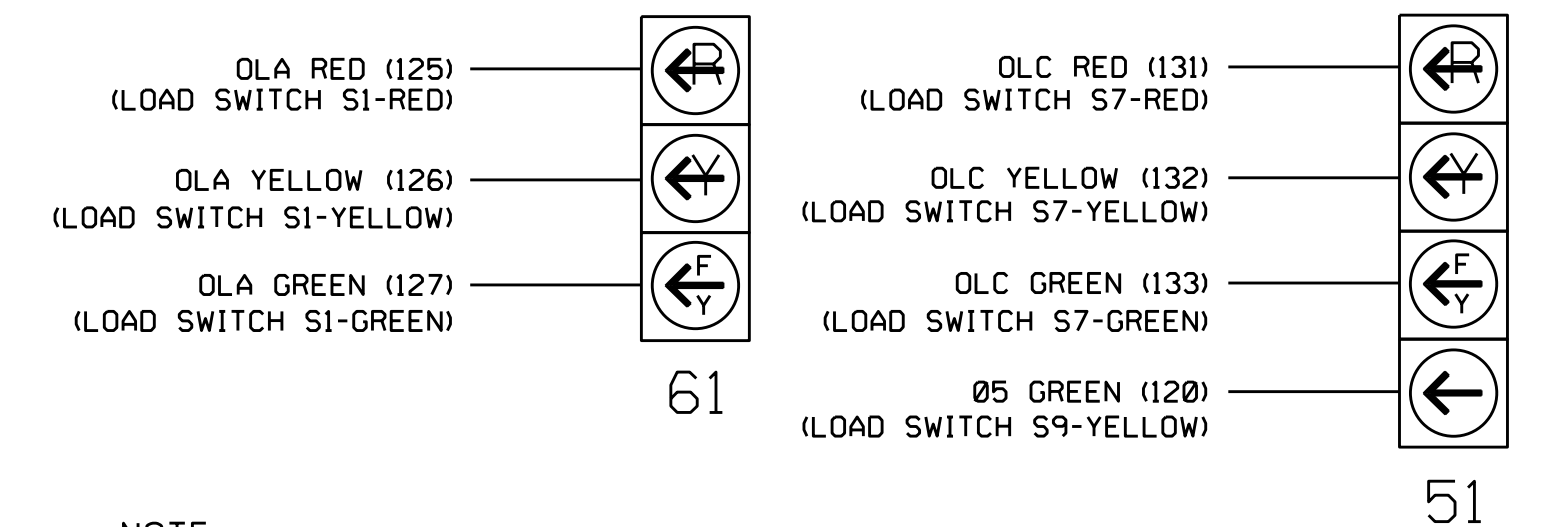 OLA RED (125)
(LOAD SWITCH S1-RED)
R
OLA YELLOW (126)
(LOAD SWITCH S1-YELLOW)
Y
OLA GREEN (127)
(LOAD SWITCH S1-GREEN)
F
Y
61
OLC RED (131)
(LOAD SWITCH S7-RED)
R
OLC YELLOW (132)
(LOAD SWITCH S7-YELLOW)
Y
OLC GREEN (133)
(LOAD SWITCH S7-GREEN)
F
Y
Ø5 GREEN (120)
(LOAD SWITCH S9-YELLOW)
51
NOTE